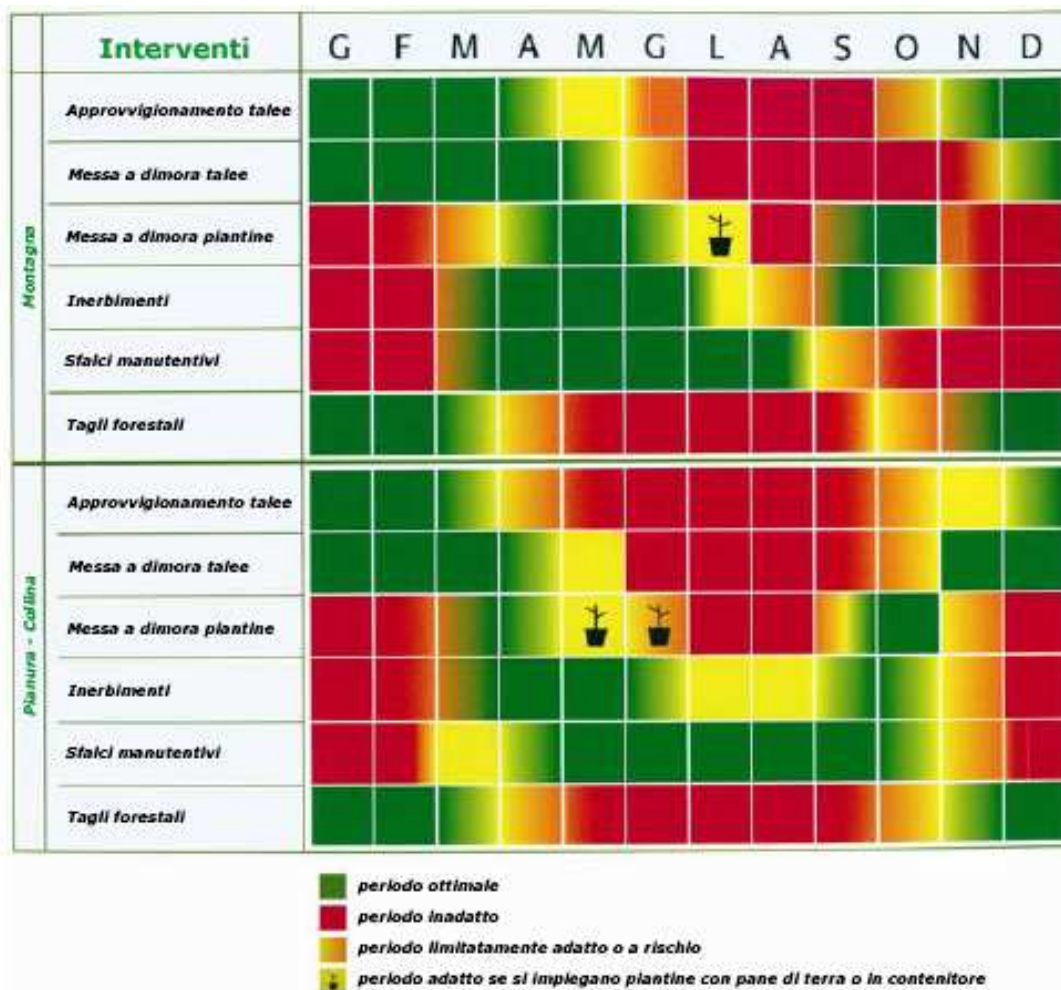 Interventi G F M A M G L A S O N D
Montagna
Approvvigionamento talee
Messa a dimora talee
Messa a dimora piantine
Inerbimenti
Sfalci manutentivi
Tagli forestali
Pianura - Collina
Approvvigionamento talee
Messa a dimora talee
Messa a dimora piantine
Inerbimenti
Sfalci manutentivi
Tagli forestali
periodo ottimale
periodo inadatto
periodo limitatamente adatto o a rischio
periodo adatto se si impiegano plantine con pane di terra o in contenitore